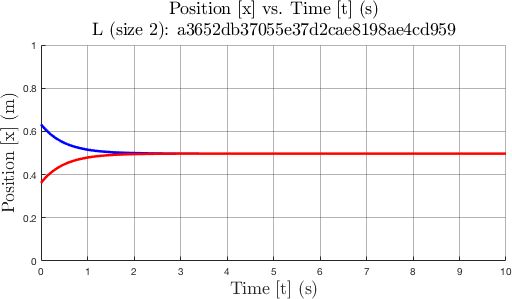 Position [x] vs. Time [t] (s)
L (size 2): a3652db37055e37d2cae8198ae4cd959
Position [x] (m)
1
0.8
0.6
0.4
0.2
0
0 1 2 3 4 5 6 7 8 9 10
Time [t] (s)